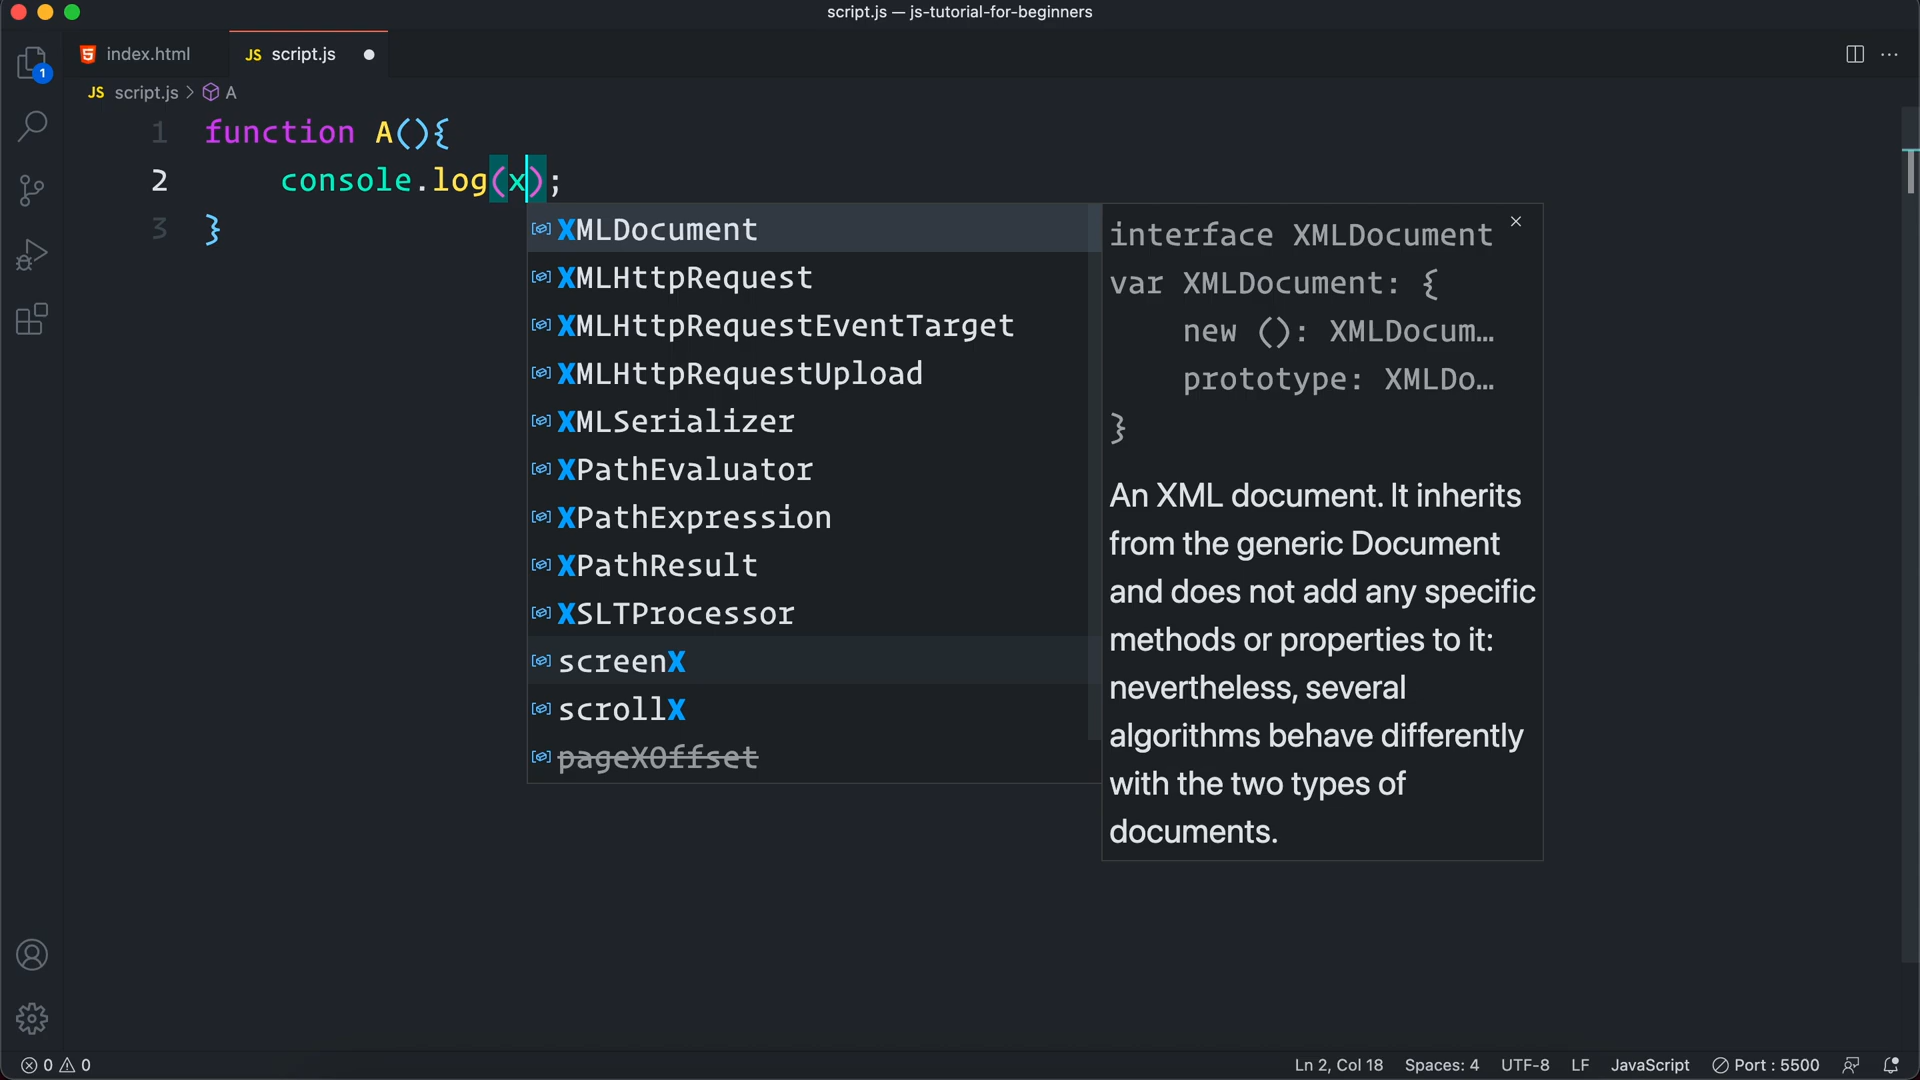 script.js — js-tutorial-for-beginners
index.html
JS script.js
JS script.js > A
1
1 function A(){
2 console.log(x);
3 }
XMLDocument
XMLHttpRequest
XMLHttpRequestEventTarget
XMLHttpRequestUpload
XMLSerializer
XPathEvaluator
XPathExpression
XPathResult
XSLTProcessor
screenX
scrollX
pageXOffset
interface XMLDocument
var XMLDocument: {
new (): XMLDocum…
prototype: XMLDo…
}
An XML document. It inherits
from the generic Document
and does not add any specific
methods or properties to it:
nevertheless, several
algorithms behave differently
with the two types of
documents.
0 0 Ln 2, Col 18 Spaces: 4 UTF-8 LF JavaScript Port : 5500